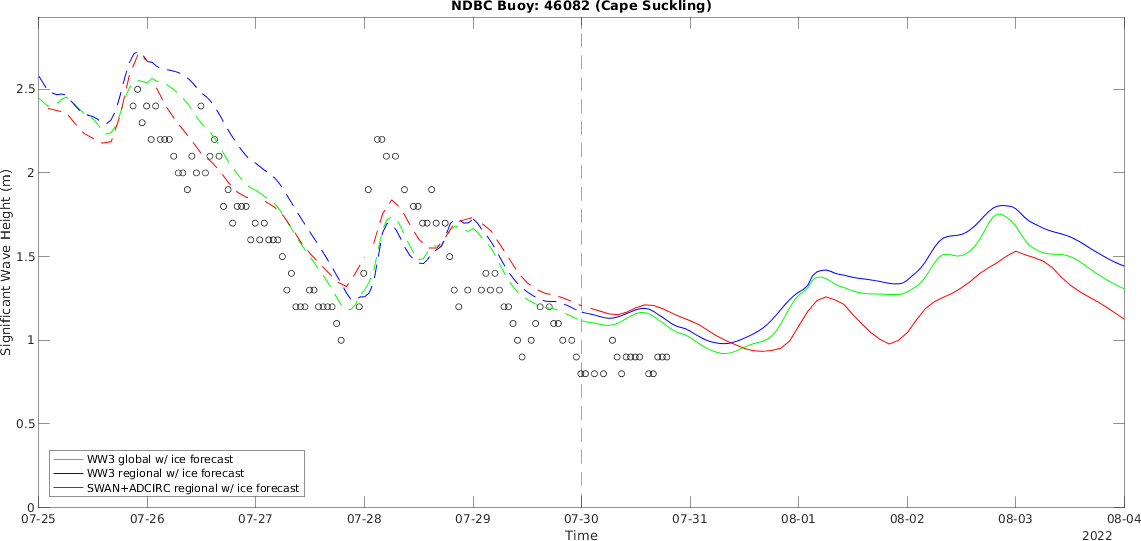 NDBC Buoy: 46082 (Cape Suckling)
Significant Wave Height (m)
2.5
2
1.5
1
0.5
0
WW3 global w/ ice forecast
WW3 regional w/ ice forecast
SWAN+ADCIRC regional w/ ice forecast
07-25 07-26 07-27 07-28 07-29 07-30 07-31 08-01 08-02 08-03 08-04
Time
2022